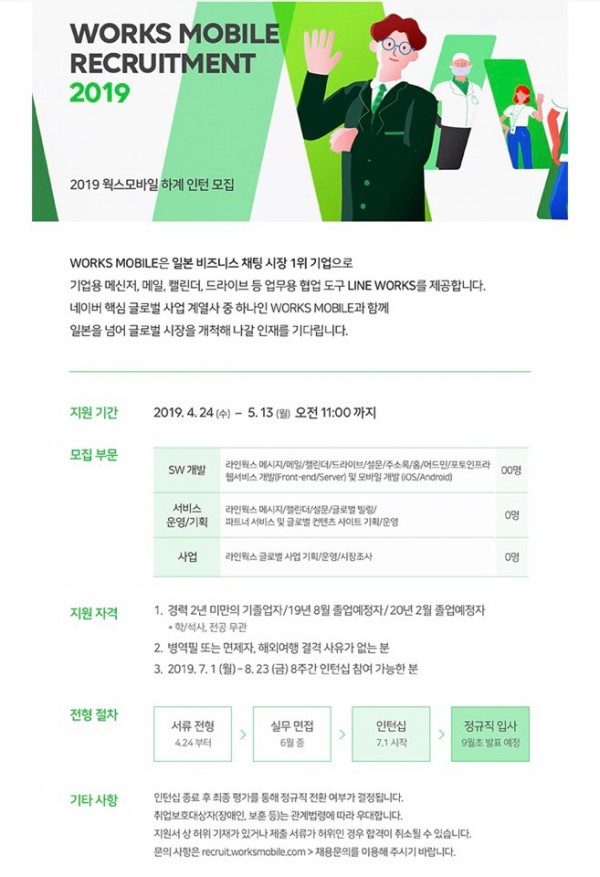 WORKS MOBILE
RECRUITMENT
2019
2019 웍스모바일 하계 인턴 모집
WORKS MOBILE은 일본 비즈니스 채팅 시장 1위 기업으로
기업용 메신저, 메일, 캘린더, 드라이브 등 업무용 협업 도구 LINE WORKS를 제공합니다.
네이버 핵심 글로벌 사업 계열사 중 하나인 WORKS MOBILE과 함께
일본을 넘어 글로벌 시장을 개척해 나갈 인재를 기다립니다.
지원 기간
2019. 4. 24 (수) – 5. 13 (월) 오전 11:00 까지
모집 부문
SW 개발
라인웍스 메시지/메일/캘린더/드라이브/설문/주소록/홈/어드민/포토인프라
웹서비스 개발(Front-end/Server) 및 모바일 개발 (iOS/Android)
00명
서비스
운영/기획
라인웍스 메시지/캘린더/설문/글로벌 빌링/
파트너 서비스 및 글로벌 컨텐츠 사이트 기획/운영
0명
사업
라인웍스 글로벌 사업 기획/운영/시장조사
0명
지원 자격
1. 경력 2년 미만의 기졸업자/19년 8월 졸업예정자/20년 2월 졸업예정자
* 학/석사, 전공 무관
2. 병역필 또는 면제자, 해외여행 결격 사유가 없는 분
3. 2019. 7. 1 (월) – 8. 23 (금) 8주간 인턴십 참여 가능한 분
전형 절차
서류 전형
4.24 부터
실무 면접
6월 중
인턴십
7.1 시작
정규직 입사
9월초 발표 예정
기타 사항
인턴십 종료 후 최종 평가를 통해 정규직 전환 여부가 결정됩니다.
취업보호대상자(장애인, 보훈 등)는 관계법령에 따라 우대합니다.
지원서 상 허위 기재가 있거나 제출 서류가 허위인 경우 합격이 취소될 수 있습니다.
문의 사항은 recruit.worksmobile.com > 채용문의를 이용해 주시기 바랍니다.